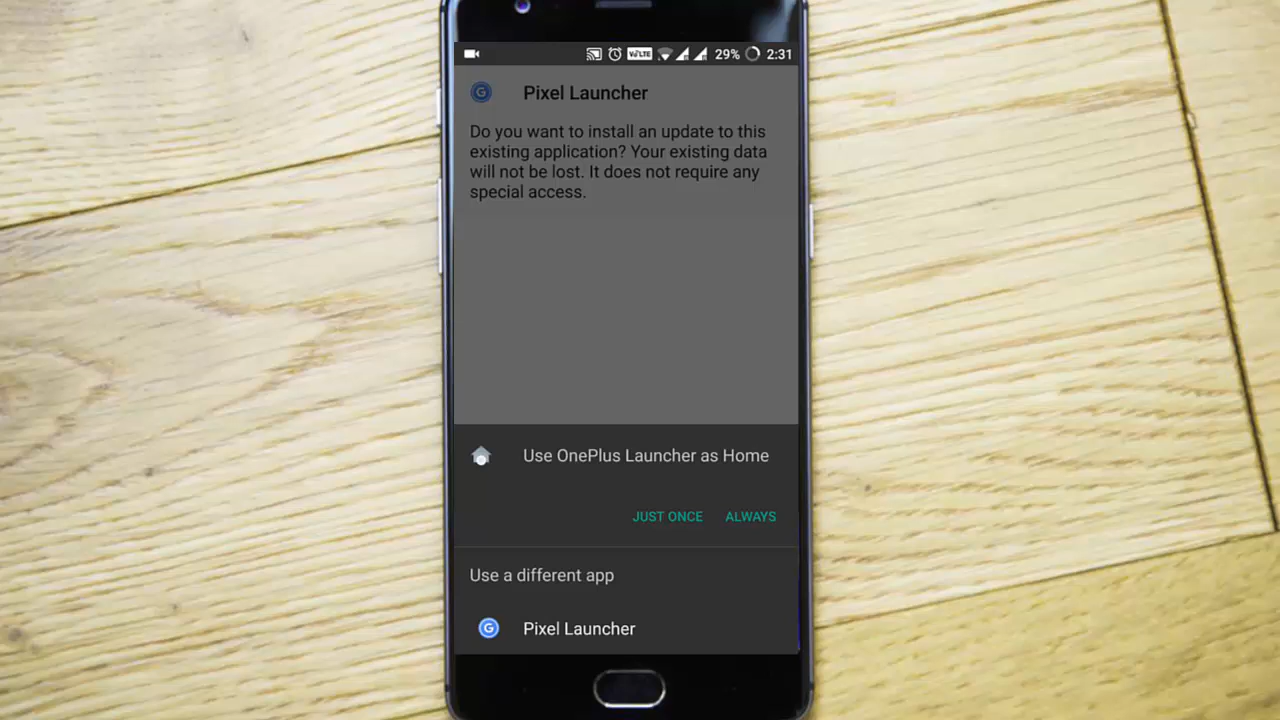 VoLTE 29% 2:31
G Pixel Launcher
Do you want to install an update to this
existing application? Your existing data
will not be lost. It does not require any
special access.
Use OnePlus Launcher as Home
JUST ONCE ALWAYS
Use a different app
G Pixel Launcher